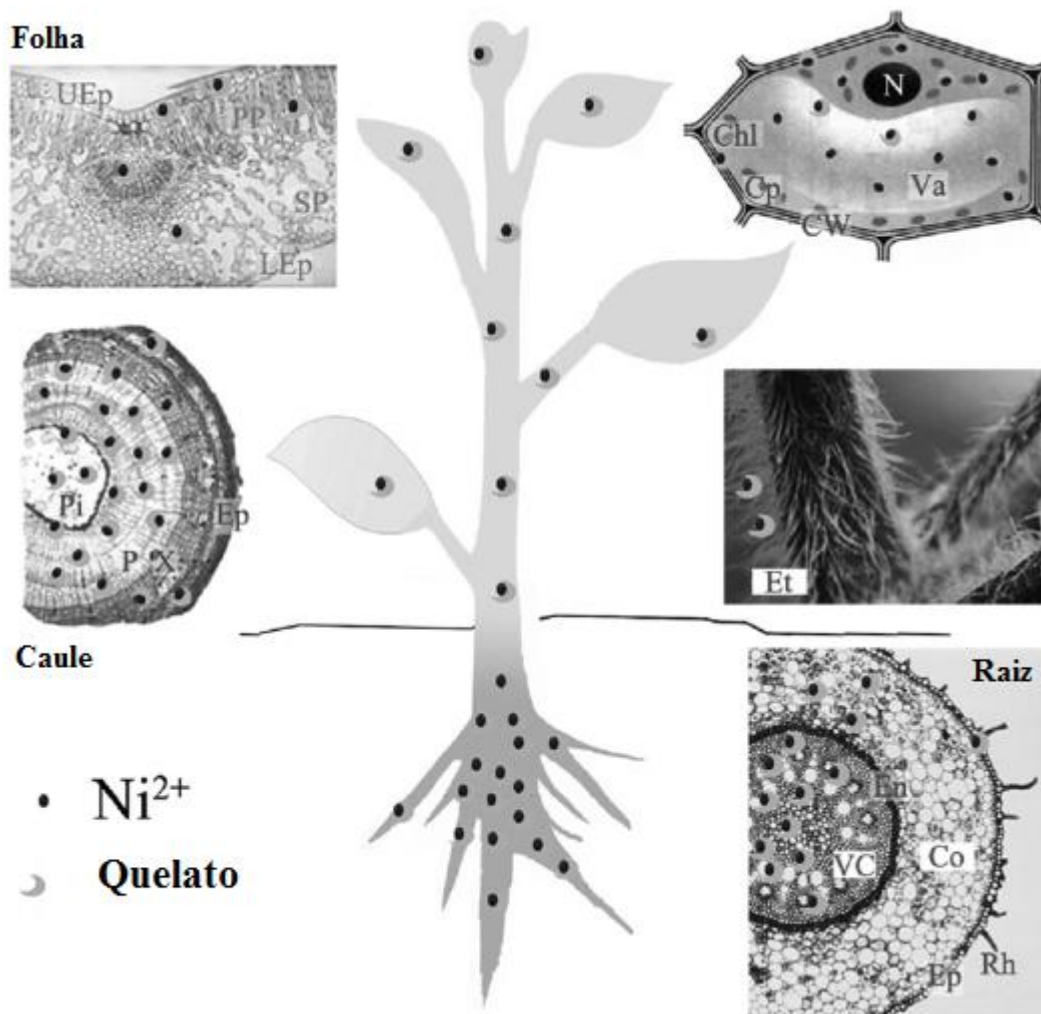 Folha
UEp
PP
SP
LEp
N
Chl
Cp
Va
CW
Pi
Ep
P
X
Caule
Et
Raiz
En
VC
Co
Ep
Rh
Ni²⁺
Quelato